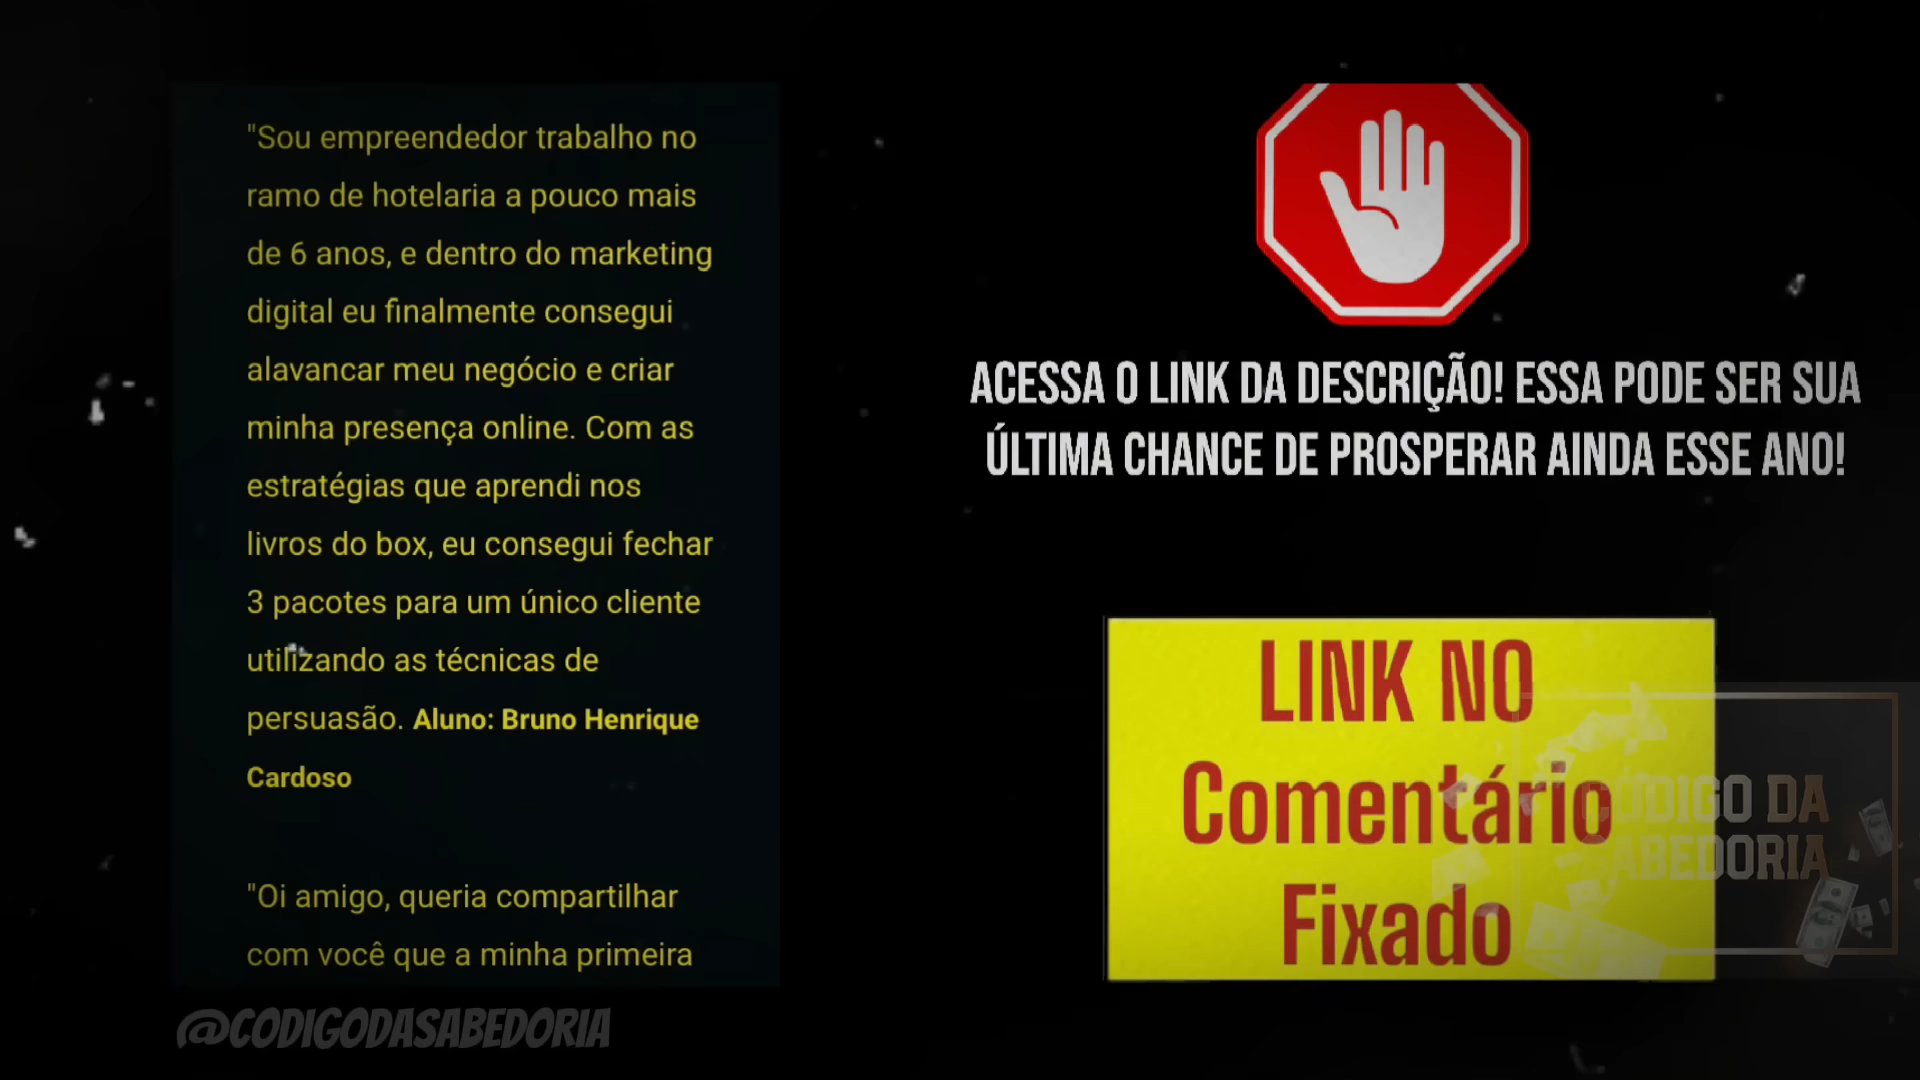 "Sou empreendedor trabalho no
ramo de hotelaria a pouco mais
de 6 anos, e dentro do marketing
digital eu finalmente consegui
alavancar meu negócio e criar
minha presença online. Com as
estratégias que aprendi nos
livros do box, eu consegui fechar
3 pacotes para um único cliente
utilizando as técnicas de
persuasão. Aluno: Bruno Henrique
Cardoso
"Oi amigo, queria compartilhar
com você que a minha primeira
@CODIGODASABEDORIA
ACESSA O LINK DA DESCRIÇÃO! ESSA PODE SER SUA
ÚLTIMA CHANCE DE PROSPERAR AINDA ESSE ANO!
LINK NO
Comentário
Fixado
CÓDIGO DA
SABEDORIA